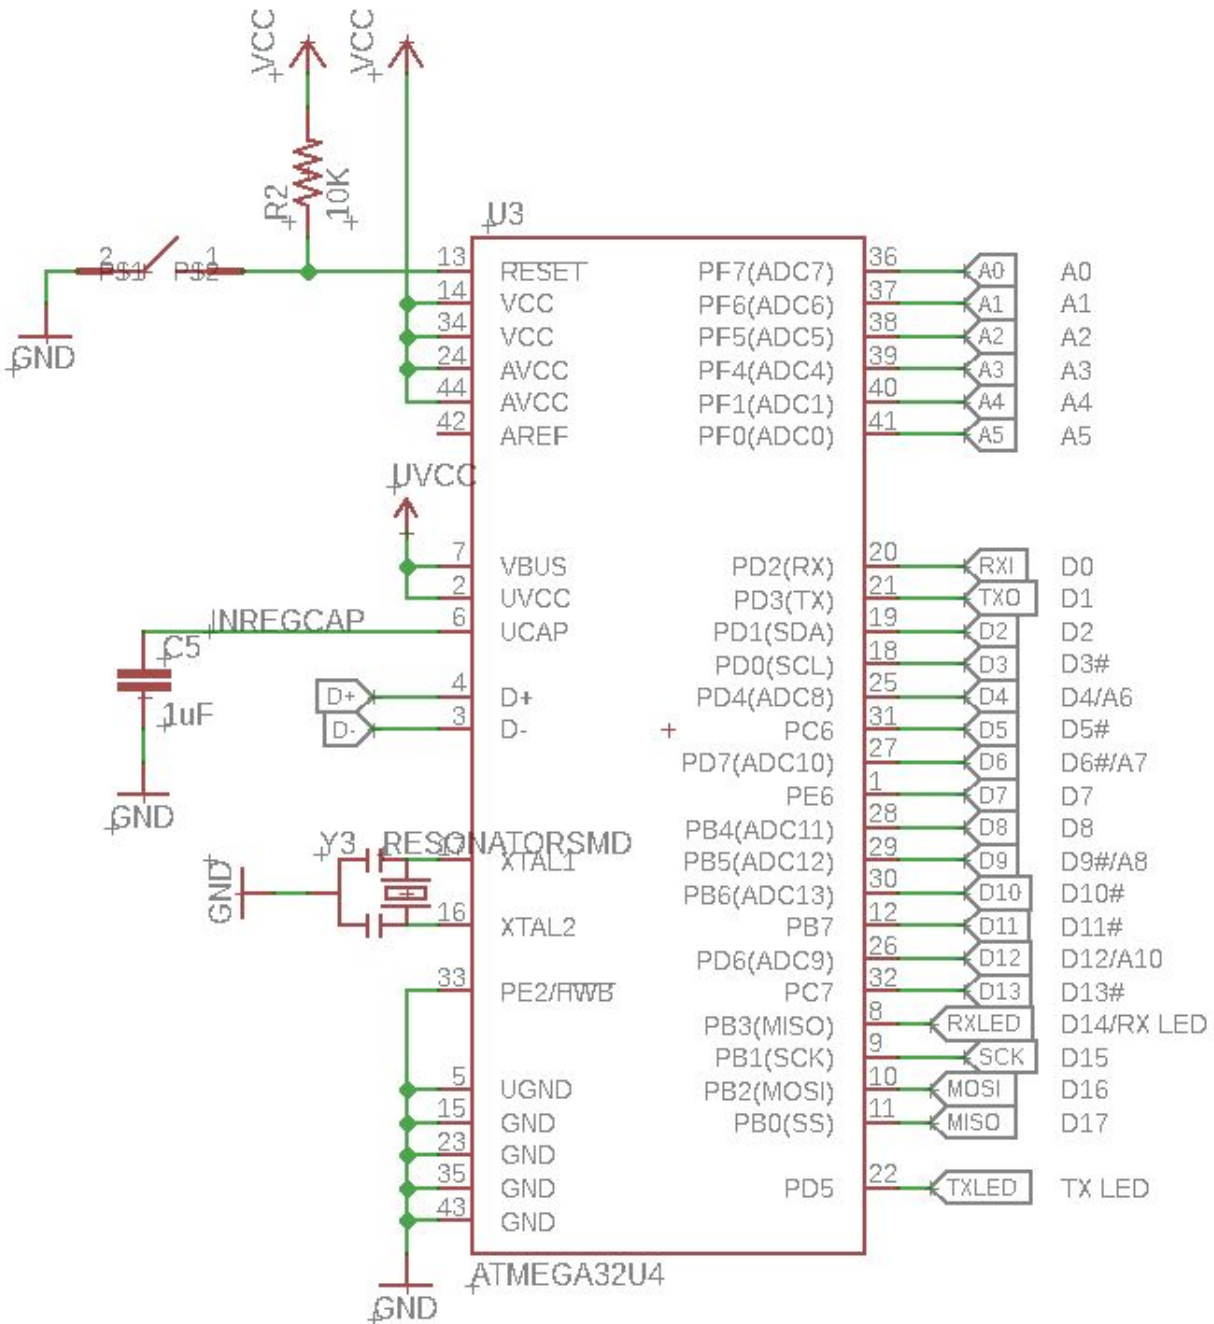 VCC
VCC
R2
10K
U3
2
P$1
1
P$2
GND
13 RESET
14 VCC
34 VCC
24 AVCC
44 AVCC
42 AREF
UVCC
7 VBUS
2 UVCC
INREGCAP
6 UCAP
C5
1uF
GND
D+ 4 D+
D- 3 D-
Y3 RESONATORSMD
GND
17 XTAL1
16 XTAL2
33 PE2/HWB
5 UGND
15 GND
23 GND
35 GND
43 GND
GND
ATMEGA32U4
PF7(ADC7) 36 A0 A0
PF6(ADC6) 37 A1 A1
PF5(ADC5) 38 A2 A2
PF4(ADC4) 39 A3 A3
PF1(ADC1) 40 A4 A4
PF0(ADC0) 41 A5 A5
PD2(RX) 20 RXI D0
PD3(TX) 21 TXO D1
PD1(SDA) 19 D2 D2
PD0(SCL) 18 D3 D3#
PD4(ADC8) 25 D4 D4/A6
PC6 31 D5 D5#
PD7(ADC10) 27 D6 D6#/A7
PE6 1 D7 D7
PB4(ADC11) 28 D8 D8
PB5(ADC12) 29 D9 D9#/A8
PB6(ADC13) 30 D10 D10#
PB7 12 D11 D11#
PD6(ADC9) 26 D12 D12/A10
PC7 32 D13 D13#
PB3(MISO) 8 RXLED D14/RX LED
PB1(SCK) 9 SCK D15
PB2(MOSI) 10 MOSI D16
PB0(SS) 11 MISO D17
PD5 22 TXLED TX LED